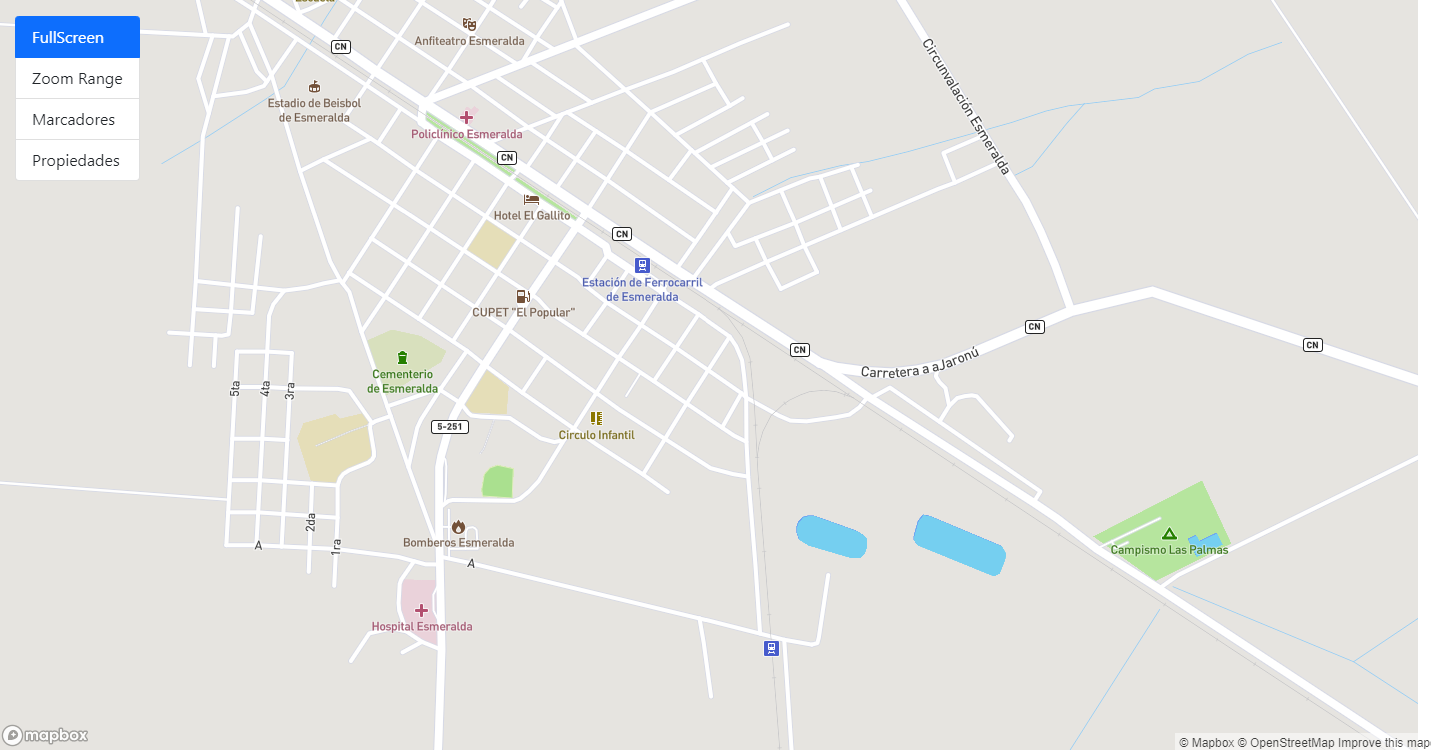 Escuela
FullScreen
Zoom Range
Marcadores
Propiedades
CN
Anfiteatro Esmeralda
Estadio de Beisbol
de Esmeralda
Policlínico Esmeralda
CN
Circunvalación Esmeralda
Hotel El Gallito
CN
Estación de Ferrocarril
de Esmeralda
CUPET "El Popular"
CN
CN
CN
Carretera a aJaronú
Cementerio
de Esmeralda
5ta
4ta
3ra
5-251
Círculo Infantil
2da
1ra
A
Bomberos Esmeralda
A
Campismo Las Palmas
Hospital Esmeralda
mapbox
© Mapbox © OpenStreetMap Improve this map